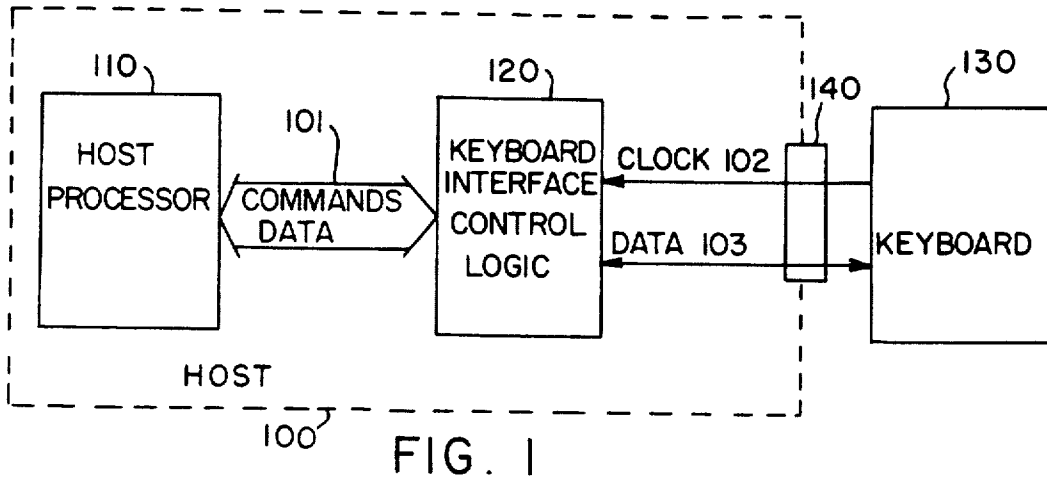 110
120
130
140
101
HOST
PROCESSOR
COMMANDS
DATA
KEYBOARD
INTERFACE
CONTROL
LOGIC
CLOCK 102
DATA 103
KEYBOARD
HOST
100
FIG. 1